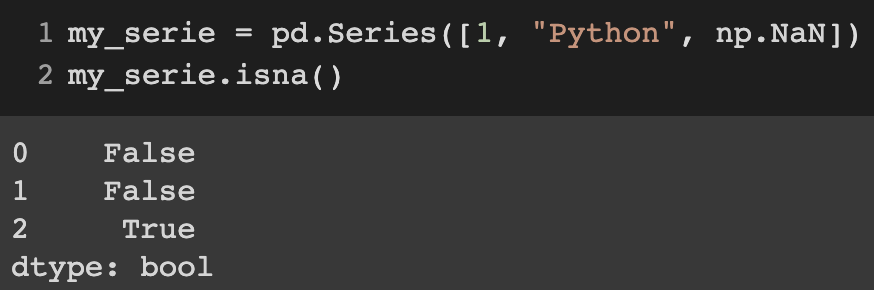 1 my_serie = pd.Series([1, "Python", np.NaN])
2 my_serie.isna()
0    False
1    False
2     True
dtype: bool